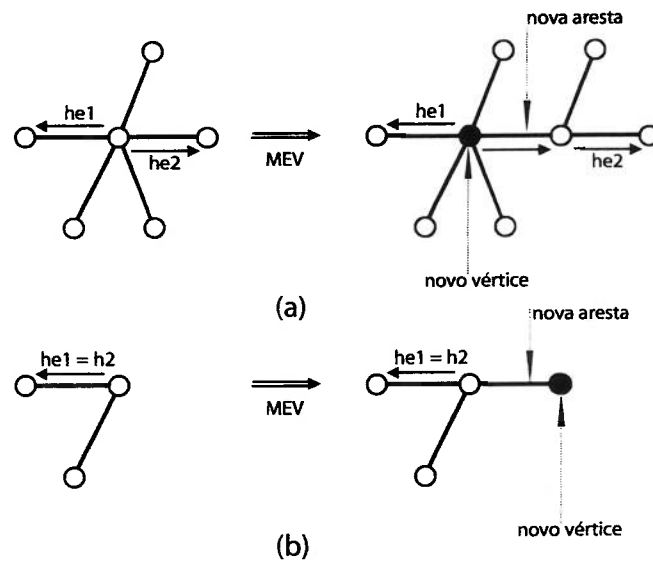 nova aresta
he1
he1
he2
MEV
he2
novo vértice
(a)
nova aresta
he1 = h2
he1 = h2
MEV
novo vértice
(b)